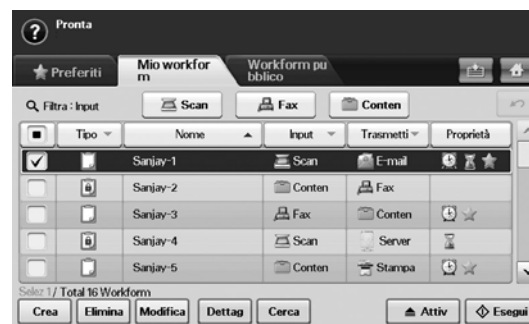 Pronta
Preferiti
Mio workfor
m
Workform pu
bblico
Filtra : Input
Scan
Fax
Conten
Tipo Nome Input Trasmetti Proprietà
Sanjay-1 Scan E-mail
Sanjay-2 Conten Fax
Sanjay-3 Fax Conten
Sanjay-4 Scan Server
Sanjay-5 Conten Stampa
Selez 1/ Total 16 Workform
Crea Elimina Modifica Dettag Cerca Attiv Esegui